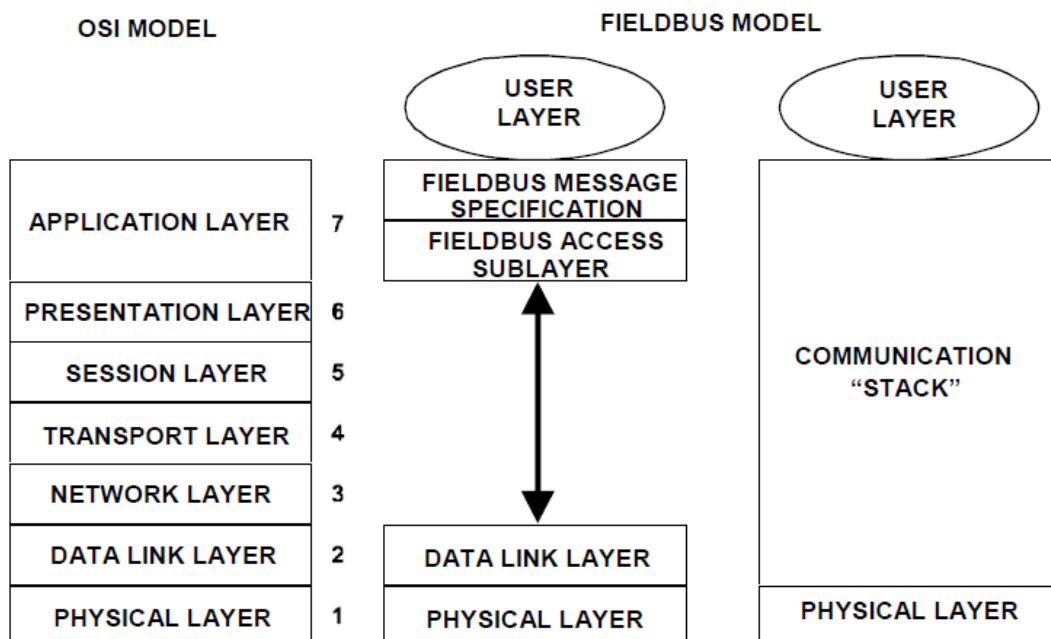 OSI MODEL
FIELDBUS MODEL
USER
LAYER
USER
LAYER
APPLICATION LAYER
7
FIELDBUS MESSAGE
SPECIFICATION
FIELDBUS ACCESS
SUBLAYER
PRESENTATION LAYER
6
SESSION LAYER
5
TRANSPORT LAYER
4
NETWORK LAYER
3
DATA LINK LAYER
2
DATA LINK LAYER
PHYSICAL LAYER
1
PHYSICAL LAYER
COMMUNICATION
“STACK”
PHYSICAL LAYER